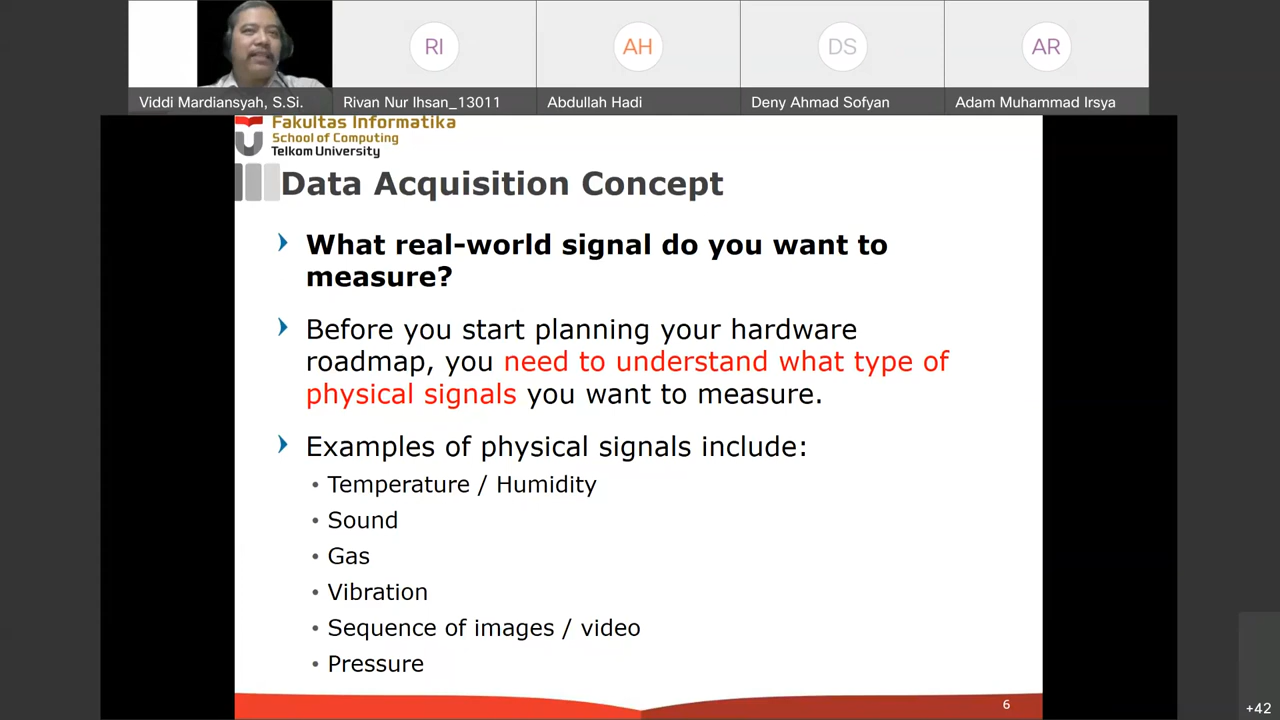 RI
AH
DS
AR
Viddi Mardiansyah, S.Si.
Rivan Nur Ihsan_13011
Abdullah Hadi
Deny Ahmad Sofyan
Adam Muhammad Irsya
Fakultas Informatika
School of Computing
Telkom University
Data Acquisition Concept
What real-world signal do you want to
measure?
Before you start planning your hardware
roadmap, you need to understand what type of
physical signals you want to measure.
Examples of physical signals include:
• Temperature / Humidity
• Sound
• Gas
• Vibration
• Sequence of images / video
• Pressure
6
+42